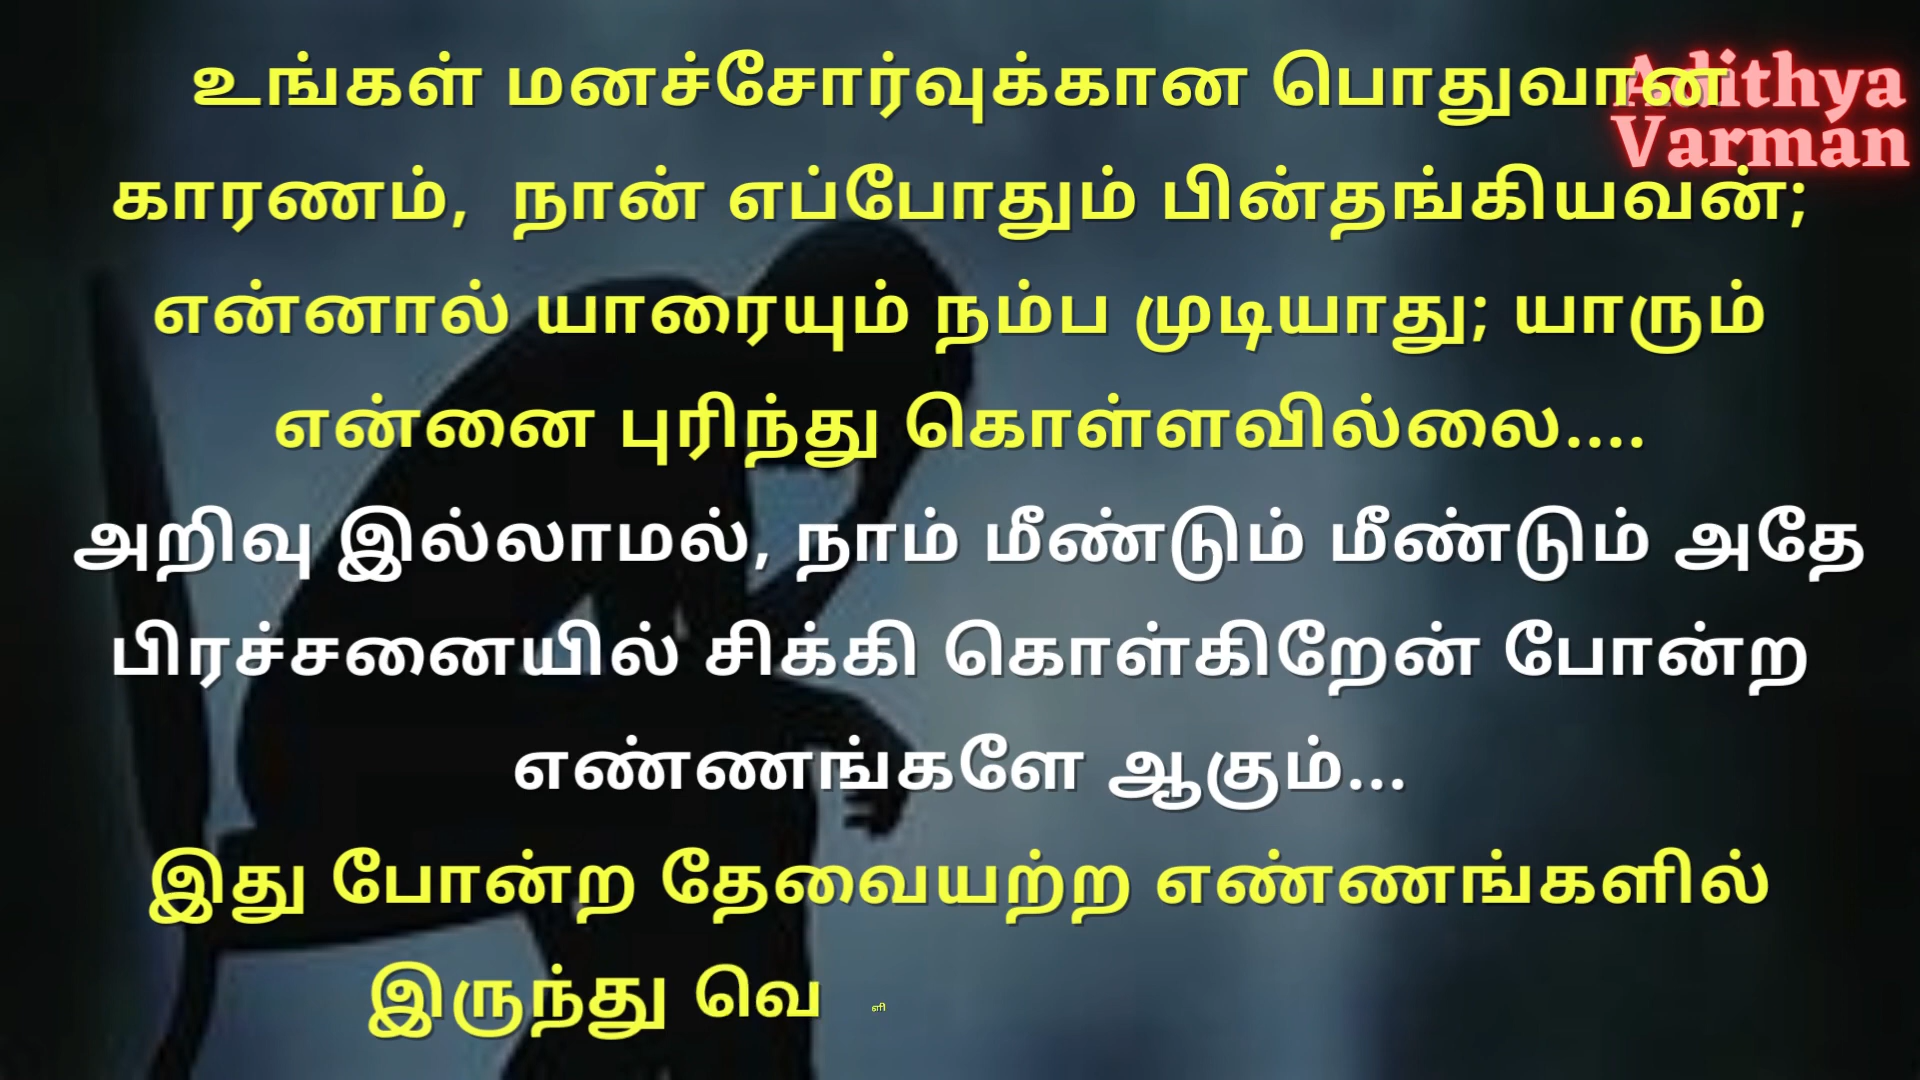 உங்கள் மனச்சோர்வுக்கான பொதுவான
காரணம், நான் எப்போதும் பின்தங்கியவன்;
என்னால் யாரையும் நம்ப முடியாது; யாரும்
என்னை புரிந்து கொள்ளவில்லை....
அறிவு இல்லாமல், நாம் மீண்டும் மீண்டும் அதே
பிரச்சனையில் சிக்கி கொள்கிறேன் போன்ற
எண்ணங்களே ஆகும்...
இது போன்ற தேவையற்ற எண்ணங்களில்
இருந்து வெ ளி
Adithya
Varman